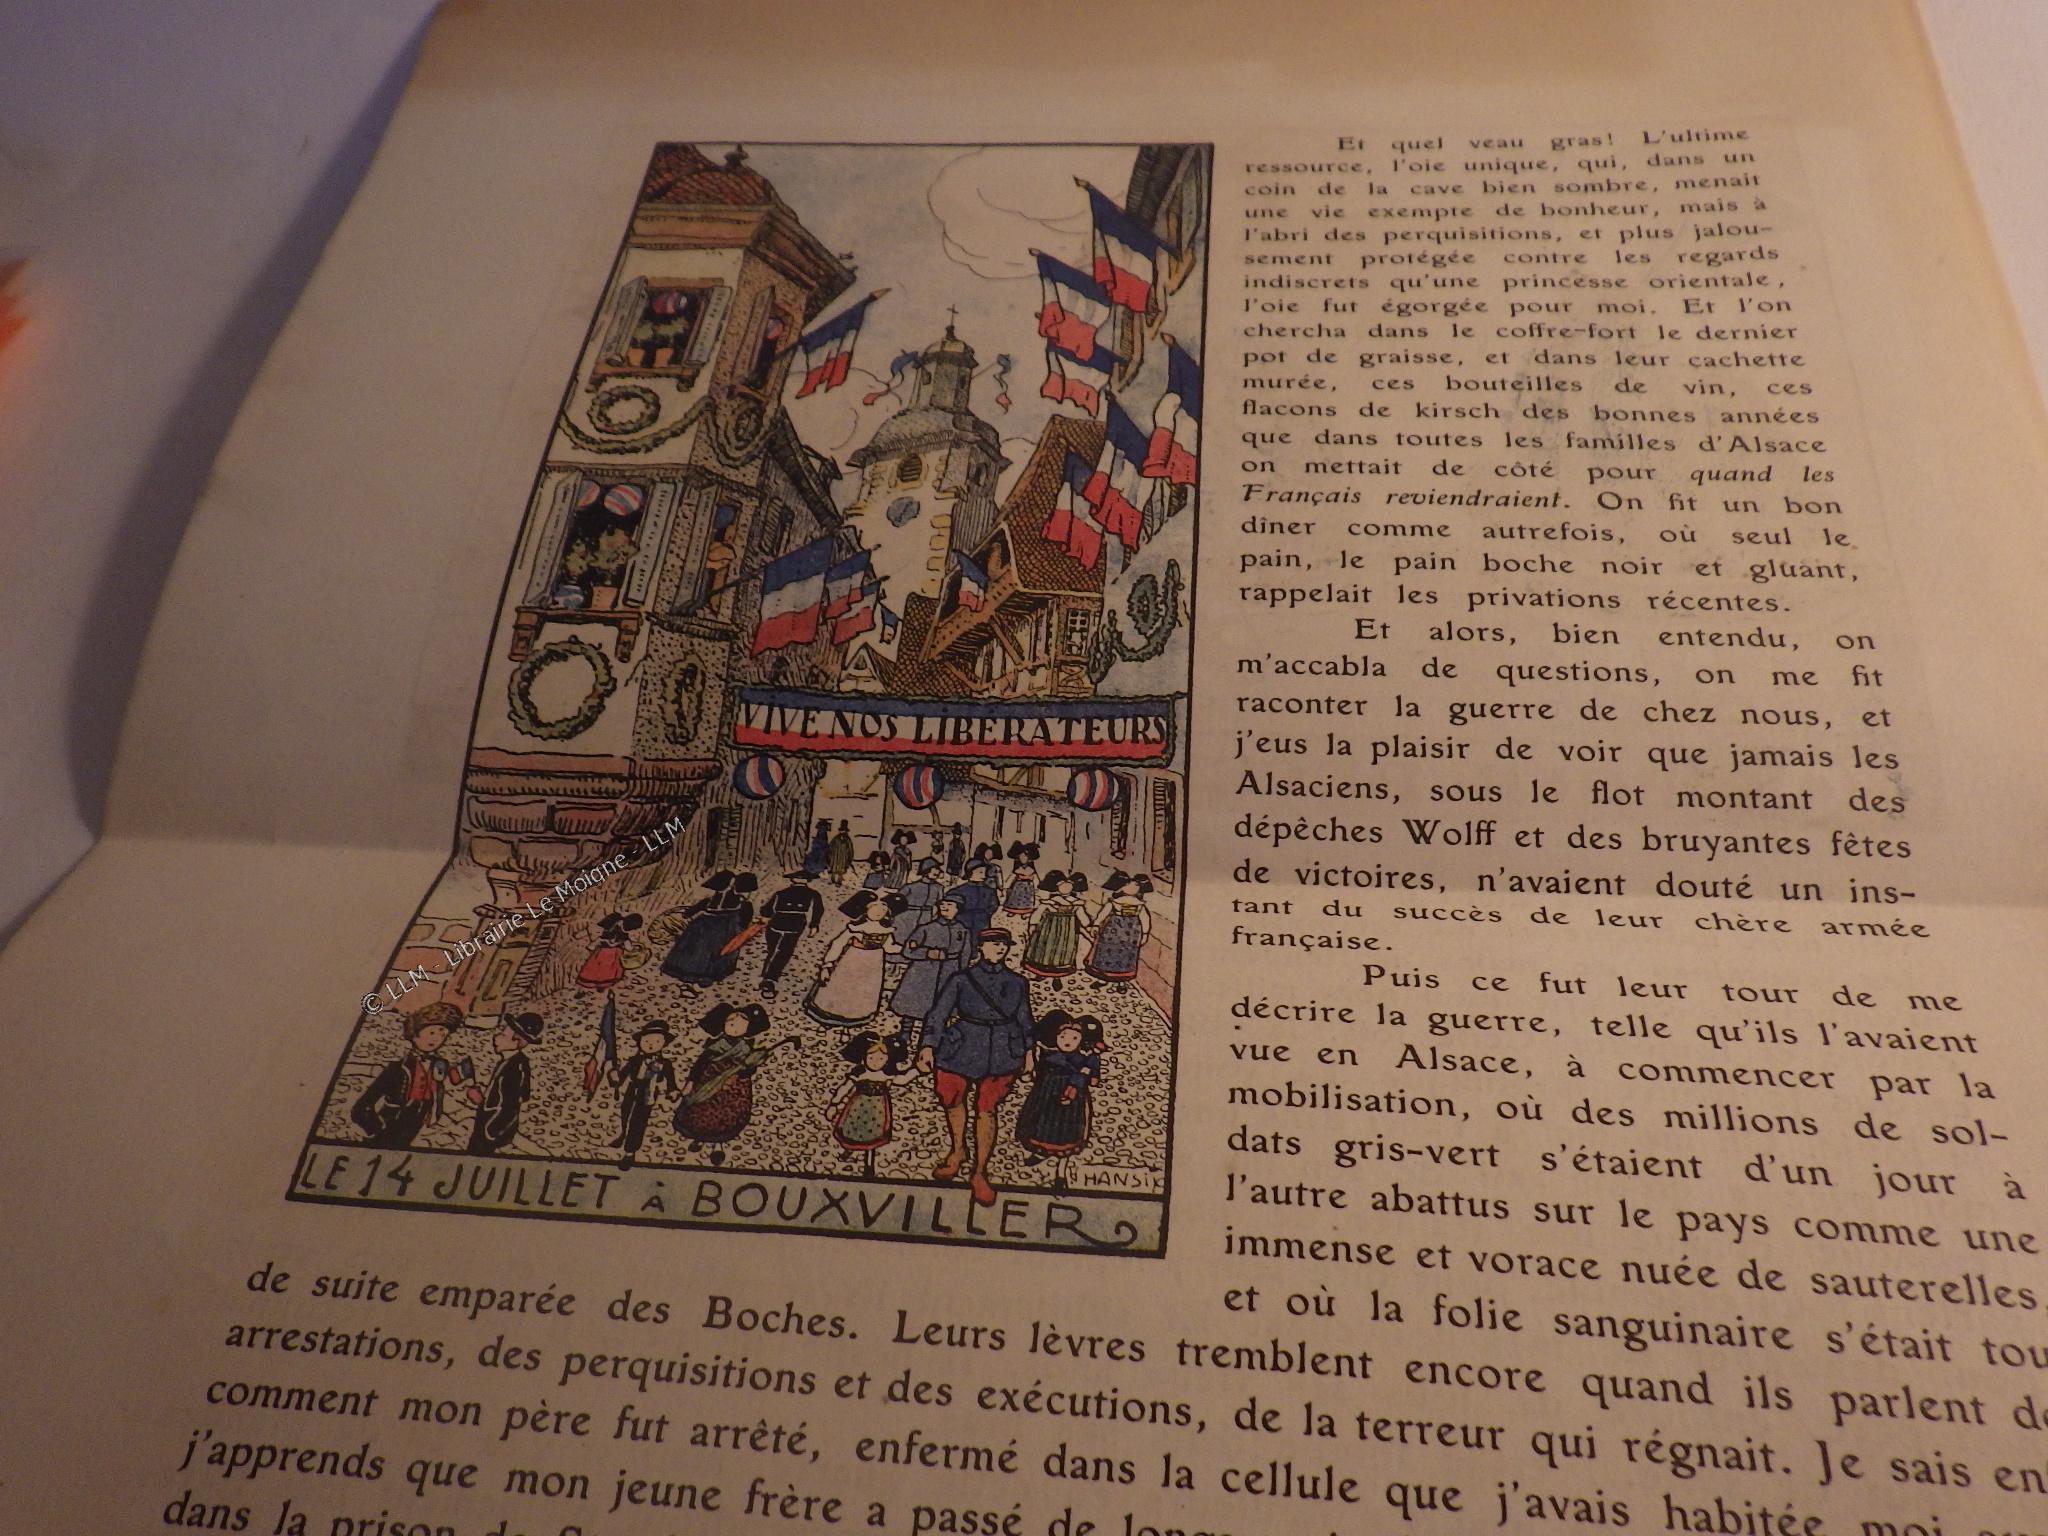 VIVE NOS LIBÉRATEURS
© LLM - Librairie Le Moigne - LLM
HANSI
LE 14 JUILLET à BOUXVILLER
Et quel veau gras! L'ultime
ressource, l'oie unique, qui, dans un
coin de la cave bien sombre, menait
une vie exempte de bonheur, mais à
l'abri des perquisitions, et plus jalou-
sement protégée contre les regards
indiscrets qu'une princesse orientale,
l'oie fut égorgée pour moi. Et l'on
chercha dans le coffre-fort le dernier
pot de graisse, et dans leur cachette
murée, ces bouteilles de vin, ces
flacons de kirsch des bonnes années
que dans toutes les familles d'Alsace
on mettait de côté pour quand les
Français reviendraient. On fit un bon
dîner comme autrefois, où seul le
pain, le pain boche noir et gluant,
rappelait les privations récentes.
Et alors, bien entendu, on
m'accabla de questions, on me fit
raconter la guerre de chez nous, et
j'eus la plaisir de voir que jamais les
Alsaciens, sous le flot montant des
dépêches Wolff et des bruyantes fêtes
de victoires, n'avaient douté un ins-
tant du succès de leur chère armée
française.
Puis ce fut leur tour de me
décrire la guerre, telle qu'ils l'avaient
vue en Alsace, à commencer par la
mobilisation, où des millions de sol-
dats gris-vert s'étaient d'un jour à
l'autre abattus sur le pays comme une
immense et vorace nuée de sauterelles,
et où la folie sanguinaire s'était tou
de suite emparée des Boches. Leurs lèvres tremblent encore quand ils parlent
arrestations, des perquisitions et des exécutions, de la terreur qui régnait. Je sais
comment mon père fut arrêté, enfermé dans la cellule que j'avais habitée moi
j'apprends que mon jeune frère a passé de
dans la prison de